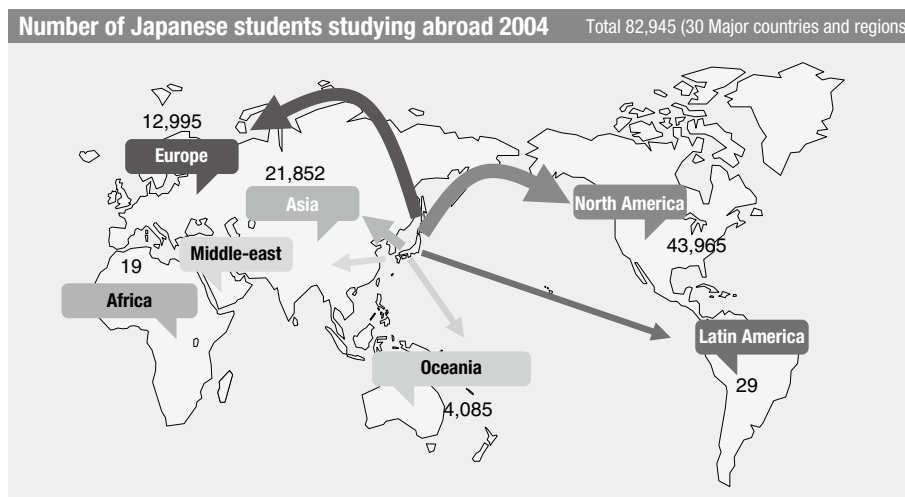 Number of Japanese students studying abroad 2004
Total 82,945 (30 Major countries and regions
12,995
Europe
21,852
Asia
North America
43,965
Middle-east
19
Africa
Latin America
29
Oceania
4,085